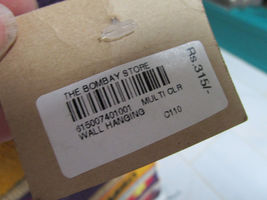 THE BOMBAY STORE
615007401001 MULTI CLR
WALL HANGING C110
Rs.315/-